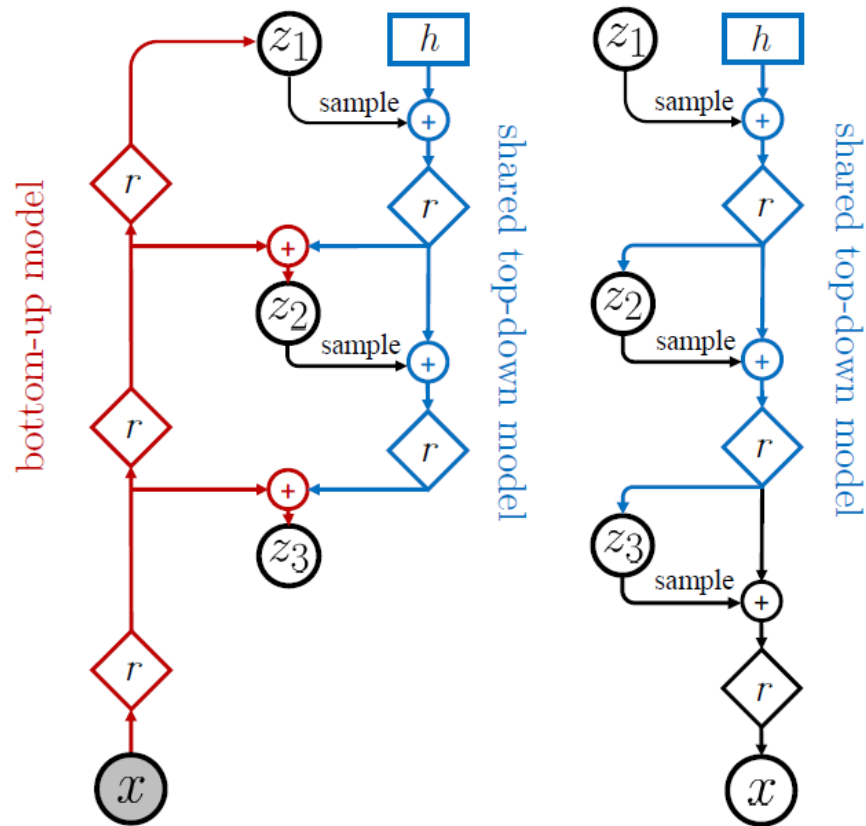 z1
h
sample
+
r
+
z2
sample
+
r
r
+
z3
r
x
bottom-up model
shared top-down model
z1
h
sample
+
r
z2
sample
+
r
z3
sample
+
r
x
shared top-down model